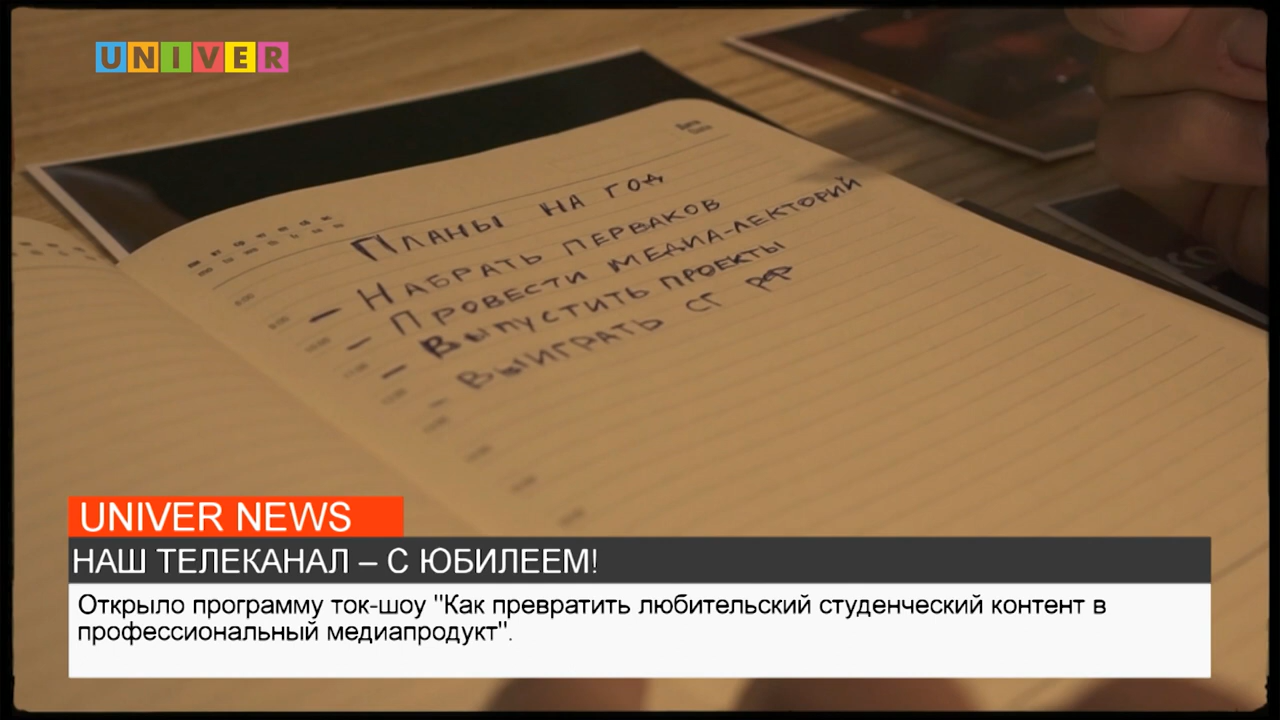 UNIVER
Планы на год
– Набрать перваков
– Провести медиа-лекторий
– Выпустить проекты
– Выиграть СГ РФ
UNIVER NEWS
НАШ ТЕЛЕКАНАЛ – С ЮБИЛЕЕМ!
Открыло программу ток-шоу "Как превратить любительский студенческий контент в
профессиональный медиапродукт".